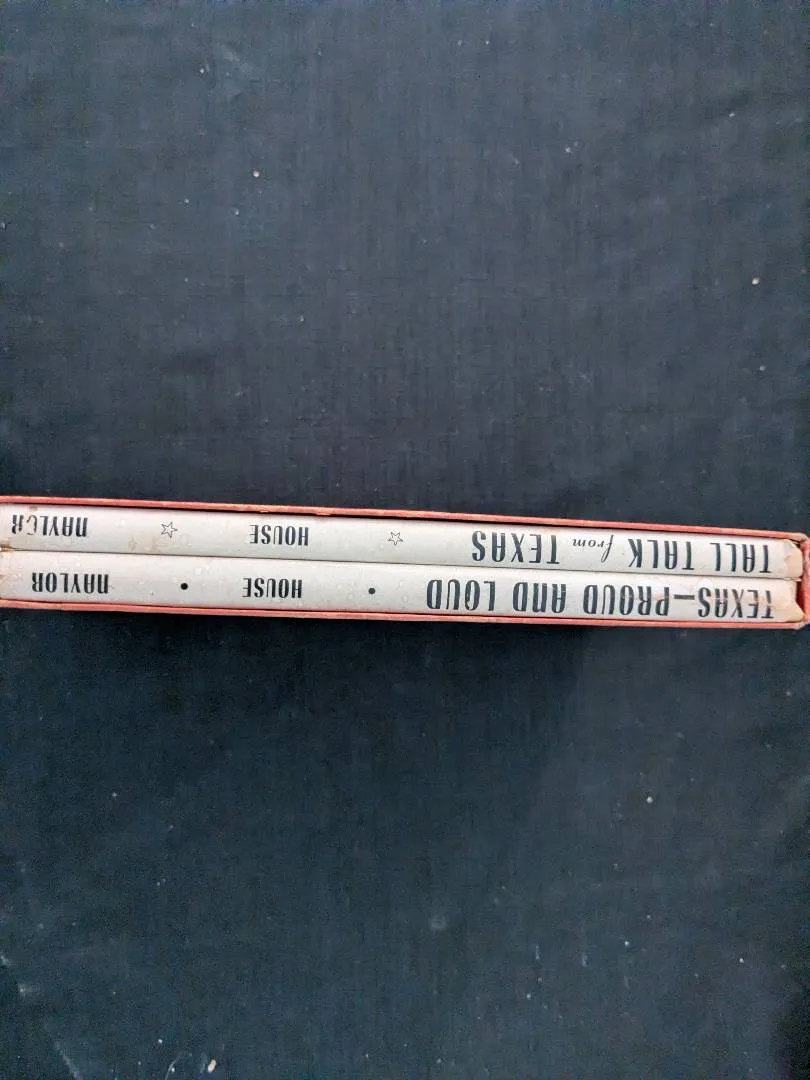 TEXAS—PROUD AND LOUD • HOUSE • NAYLOR
TALL TALK from TEXAS ☆ HOUSE ☆ NAYLOR